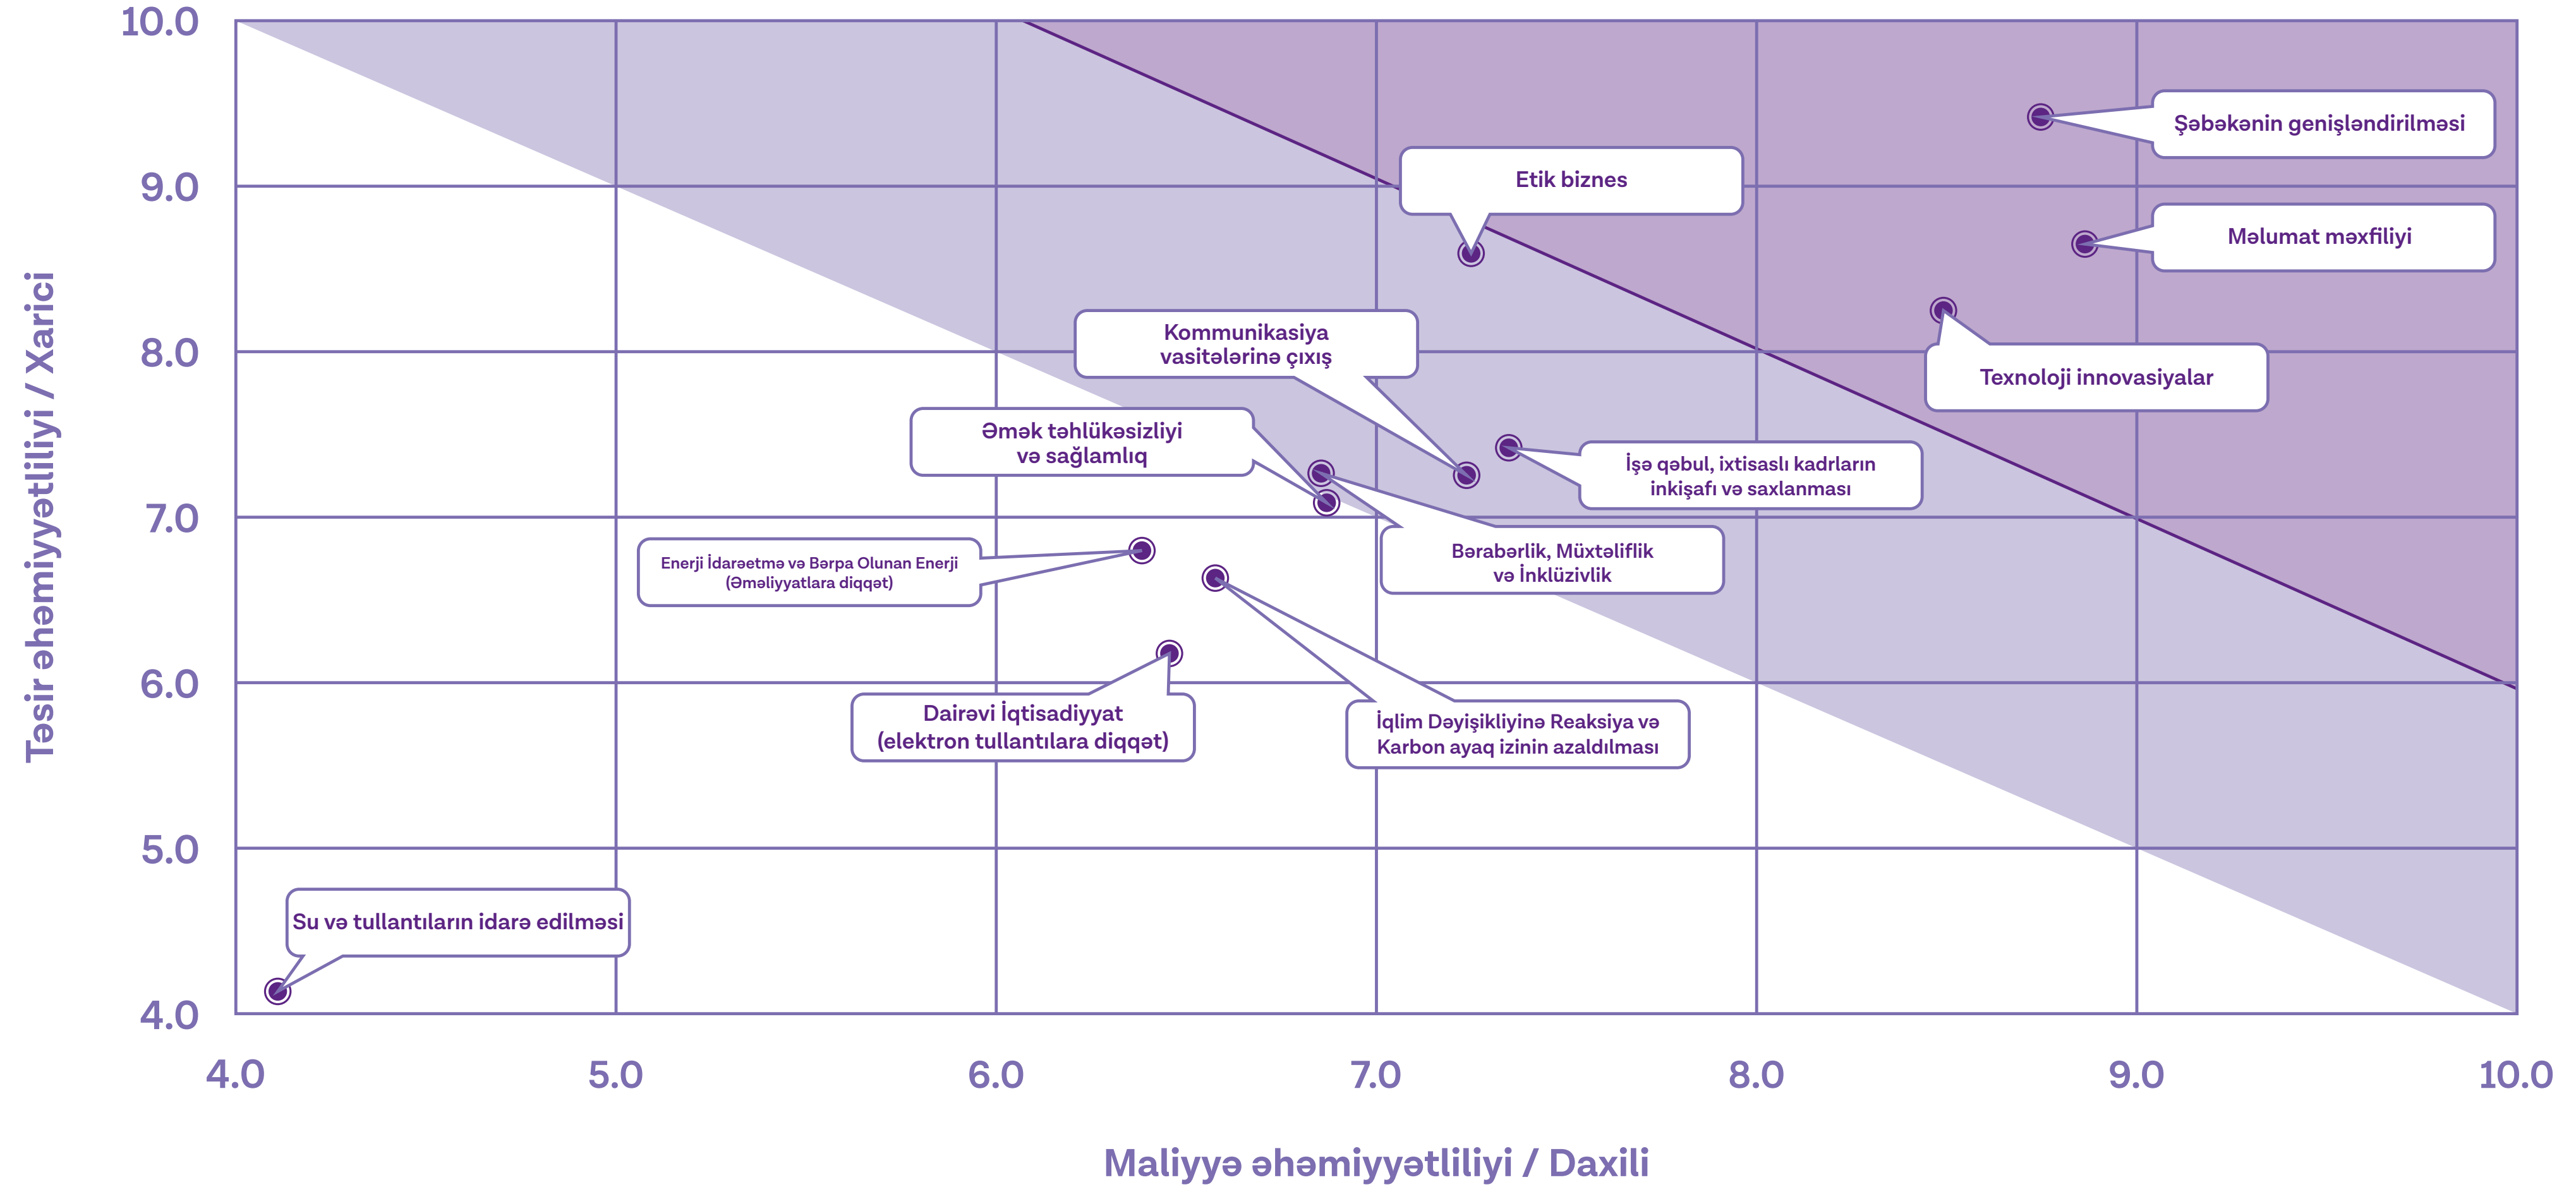 10.0
9.0
8.0
7.0
6.0
5.0
4.0
Təsir əhəmiyyətliliyi / Xarici
Şəbəkənin genişləndirilməsi
Etik biznes
Məlumat məxfiliyi
Kommunikasiya
vasitələrinə çıxış
Texnoloji innovasiyalar
Əmək təhlükəsizliyi
və sağlamlıq
İşə qəbul, ixtisaslı kadrların
inkişafı və saxlanması
Enerji İdarəetmə və Bərpa Olunan Enerji
(Əməliyyatlara diqqət)
Bərabərlik, Müxtəliflik
və İnklüzivlik
Dairəvi İqtisadiyyat
(elektron tullantılara diqqət)
İqlim Dəyişikliyinə Reaksiya və
Karbon ayaq izinin azaldılması
Su və tullantıların idarə edilməsi
4.0
5.0
6.0
7.0
8.0
9.0
10.0
Maliyyə əhəmiyyətliliyi / Daxili